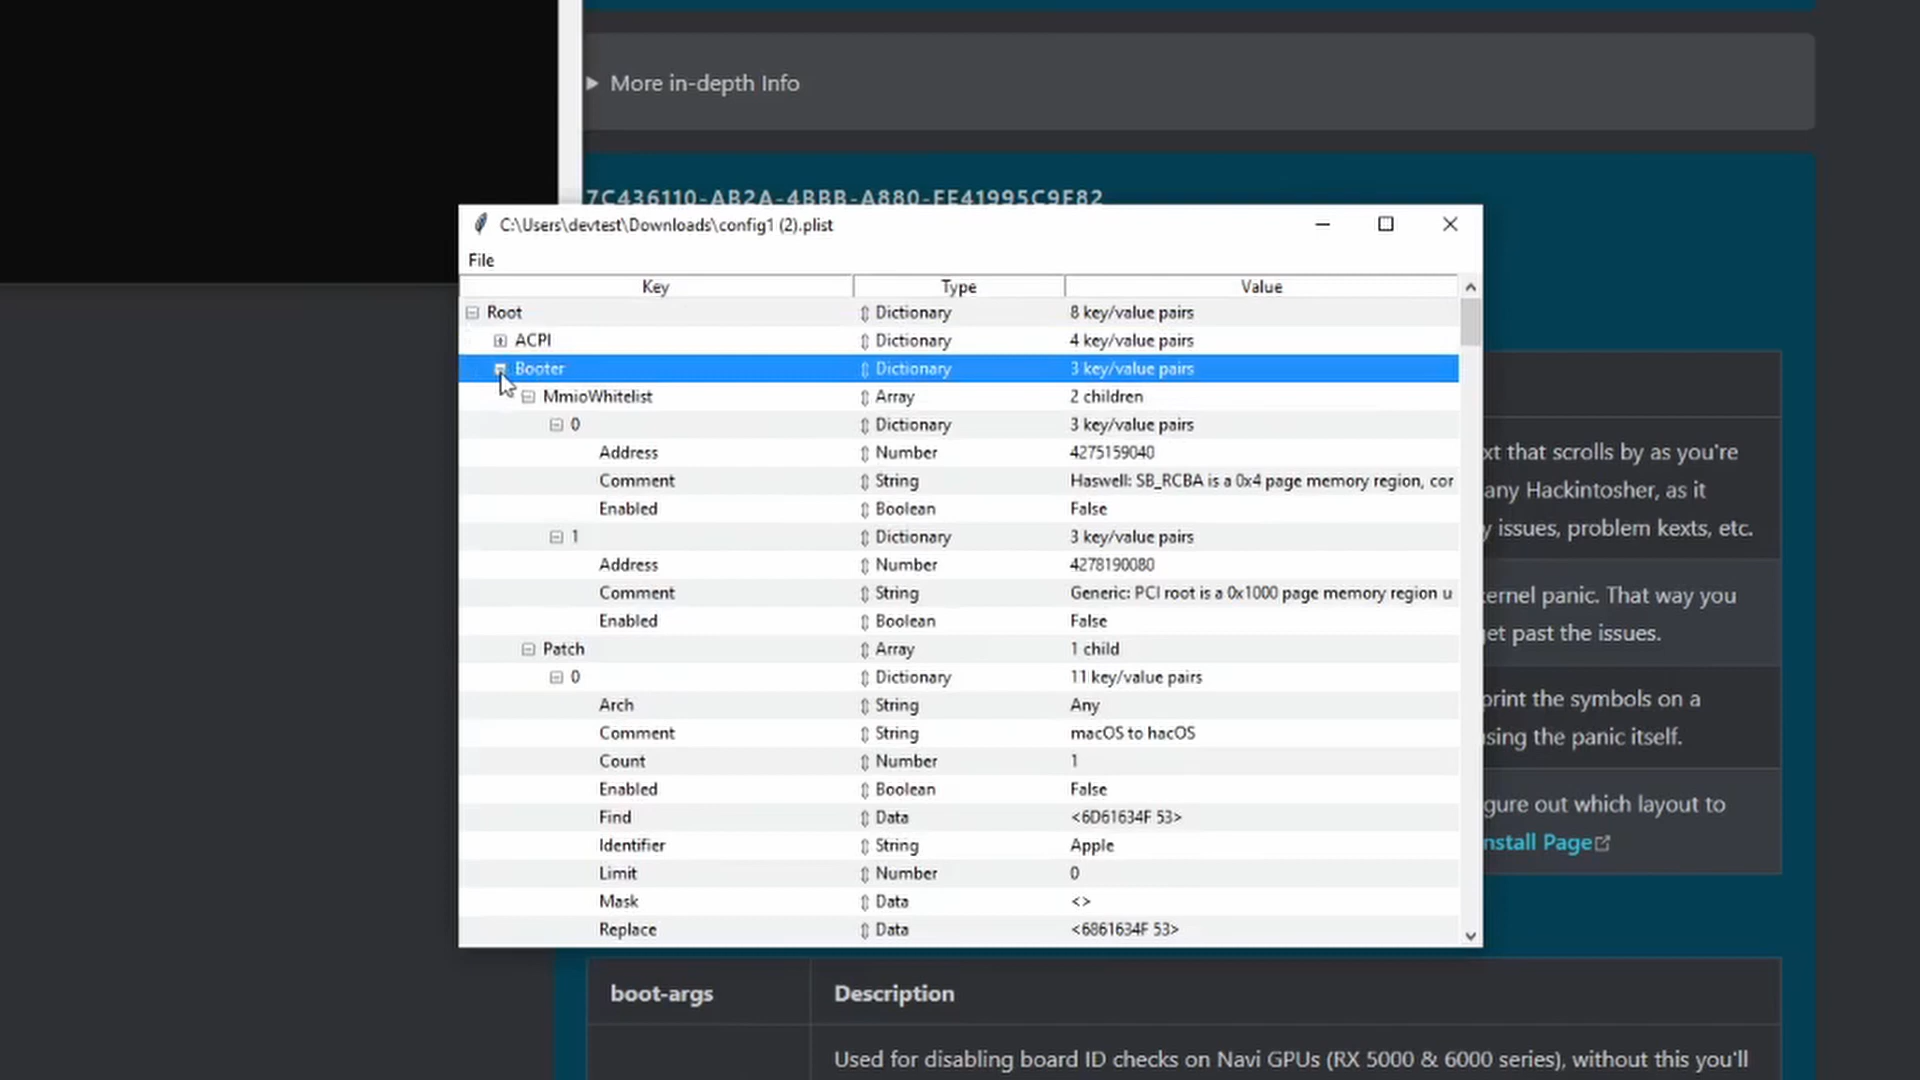 More in-depth Info
7C436110-AB2A-4BBB-A880-FE41995C9F82
C:\Users\devtest\Downloads\config1 (2).plist
File
Key Type Value
Root Dictionary 8 key/value pairs
ACPI Dictionary 4 key/value pairs
Booter Dictionary 3 key/value pairs
MmioWhitelist Array 2 children
0 Dictionary 3 key/value pairs
Address Number 4275159040
Comment String Haswell: SB_RCBA is a 0x4 page memory region, cor
Enabled Boolean False
1 Dictionary 3 key/value pairs
Address Number 4278190080
Comment String Generic: PCI root is a 0x1000 page memory region u
Enabled Boolean False
Patch Array 1 child
0 Dictionary 11 key/value pairs
Arch String Any
Comment String macOS to hacOS
Count Number 1
Enabled Boolean False
Find Data <6D61634F 53>
Identifier String Apple
Limit Number 0
Mask Data <>
Replace Data <6861634F 53>
xt that scrolls by as you're
any Hackintosher, as it
y issues, problem kexts, etc.
ernel panic. That way you
get past the issues.
print the symbols on a
sing the panic itself.
gure out which layout to
nstall Page
boot-args Description
Used for disabling board ID checks on Navi GPUs (RX 5000 & 6000 series), without this you'll